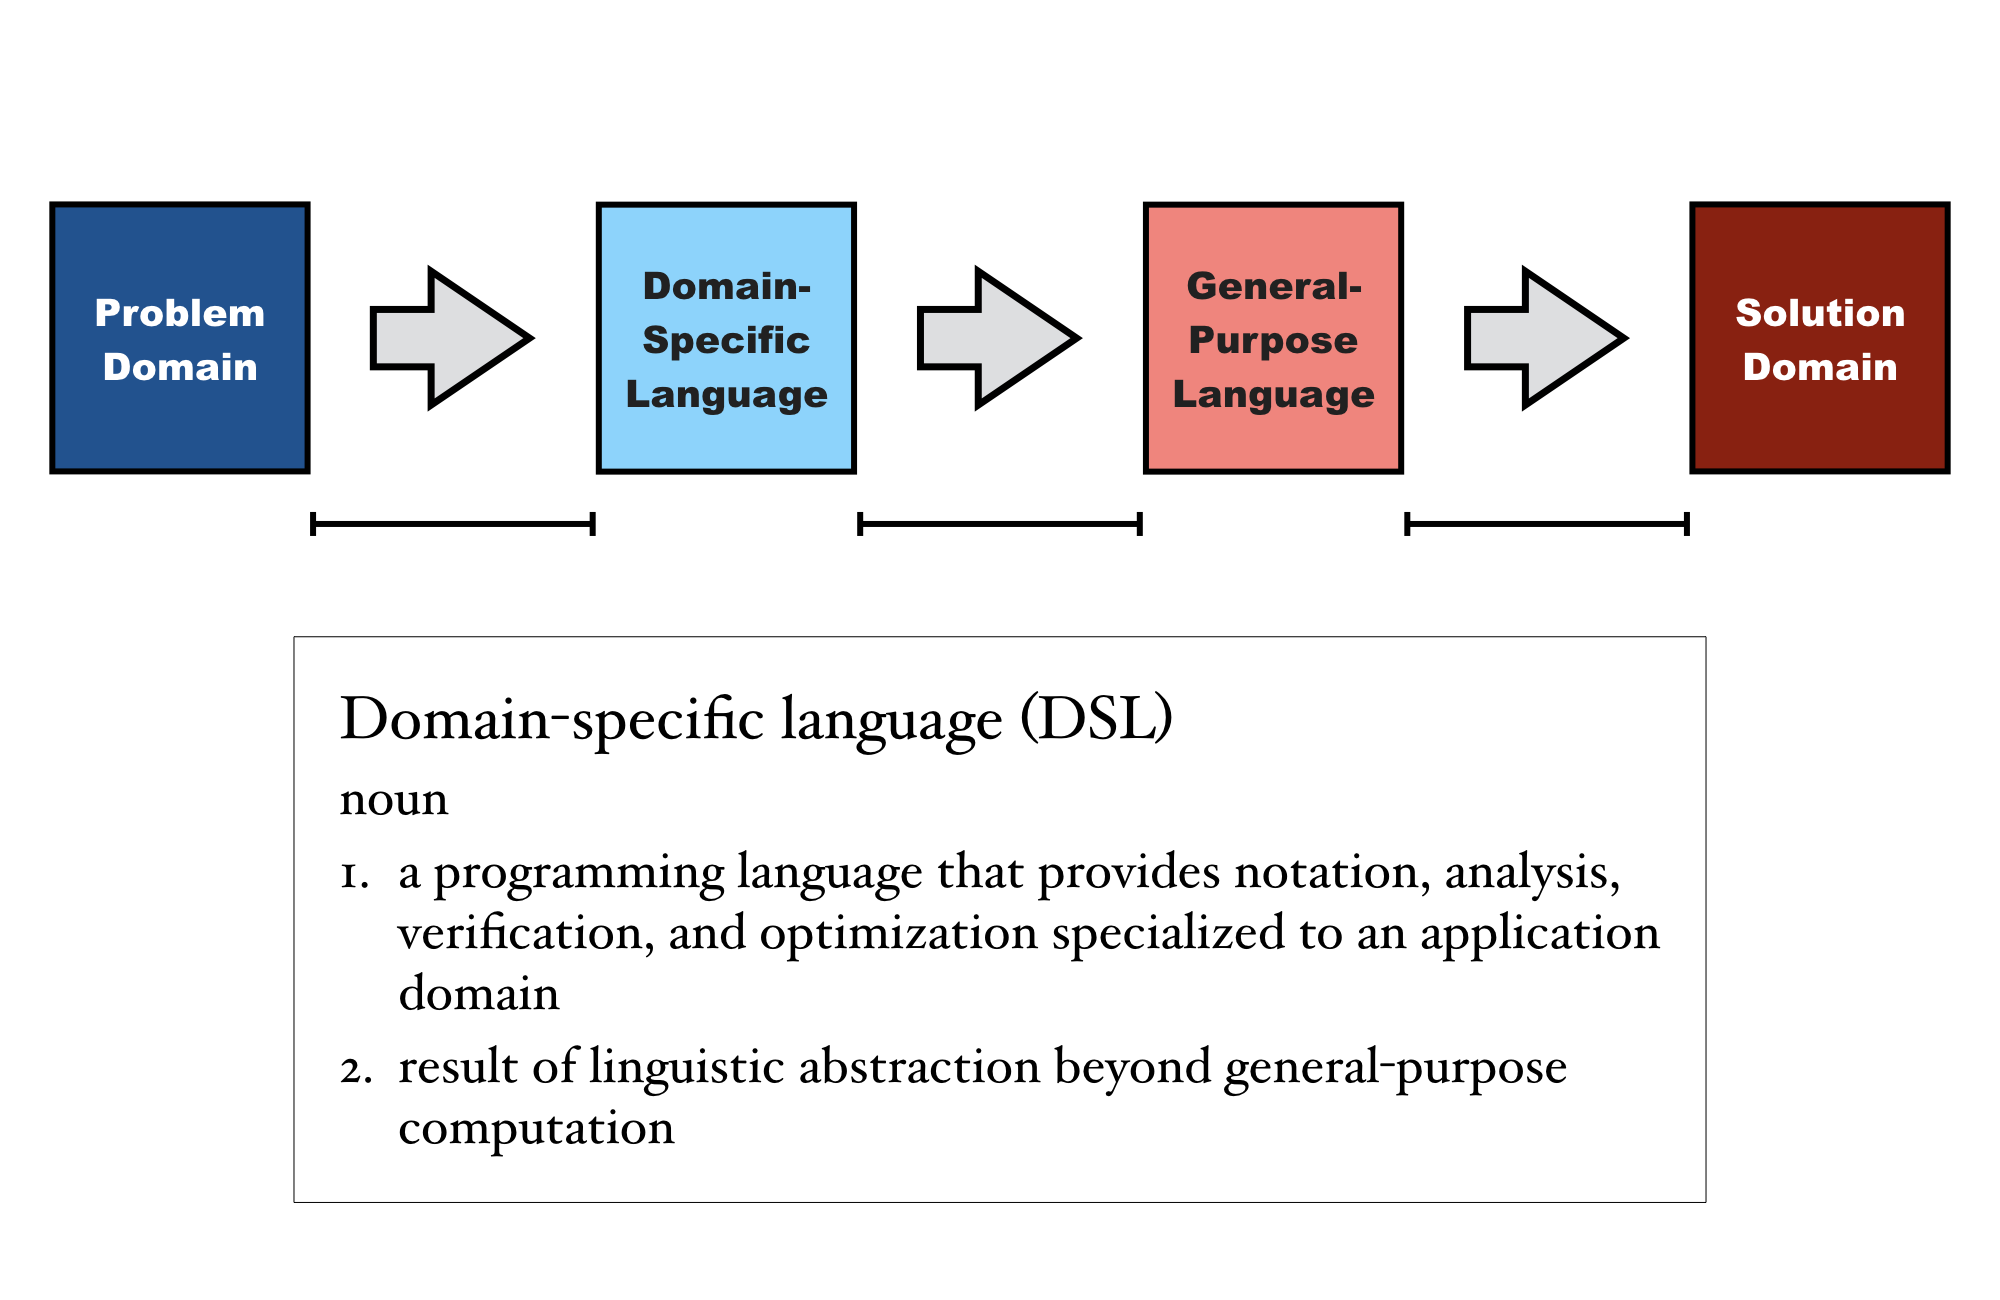 Problem
Domain
Domain-
Specific
Language
General-
Purpose
Language
Solution
Domain
Domain-specific language (DSL)
noun
1. a programming language that provides notation, analysis,
verification, and optimization specialized to an application
domain
2. result of linguistic abstraction beyond general-purpose
computation